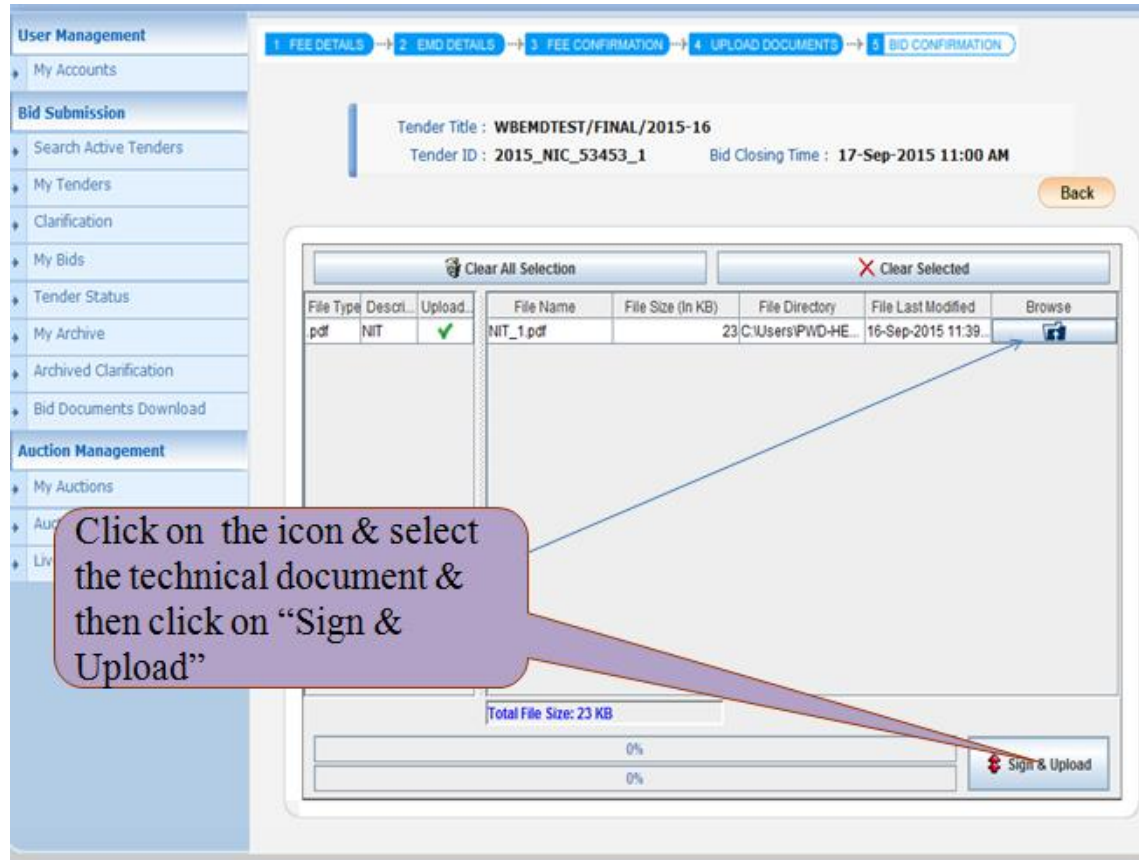 User Management
My Accounts
Bid Submission
Search Active Tenders
My Tenders
Clarification
My Bids
Tender Status
My Archive
Archived Clarification
Bid Documents Download
Auction Management
My Auctions
1 FEE DETAILS 2 EMD DETAILS 3 FEE CONFIRMATION 4 UPLOAD DOCUMENTS 5 BID CONFIRMATION
Tender Title : WBEMDTEST/FINAL/2015-16
Tender ID : 2015_NIC_53453_1 Bid Closing Time : 17-Sep-2015 11:00 AM
Back
Clear All Selection Clear Selected
File Type Descri... Upload... File Name File Size (In KB) File Directory File Last Modified Browse
.pdf NIT NIT_1.pdf 23 C:\Users\PWD-HE... 16-Sep-2015 11:39...
Click on the icon & select
the technical document &
then click on “Sign &
Upload”
Total File Size: 23 KB
0%
0%
Sign & Upload